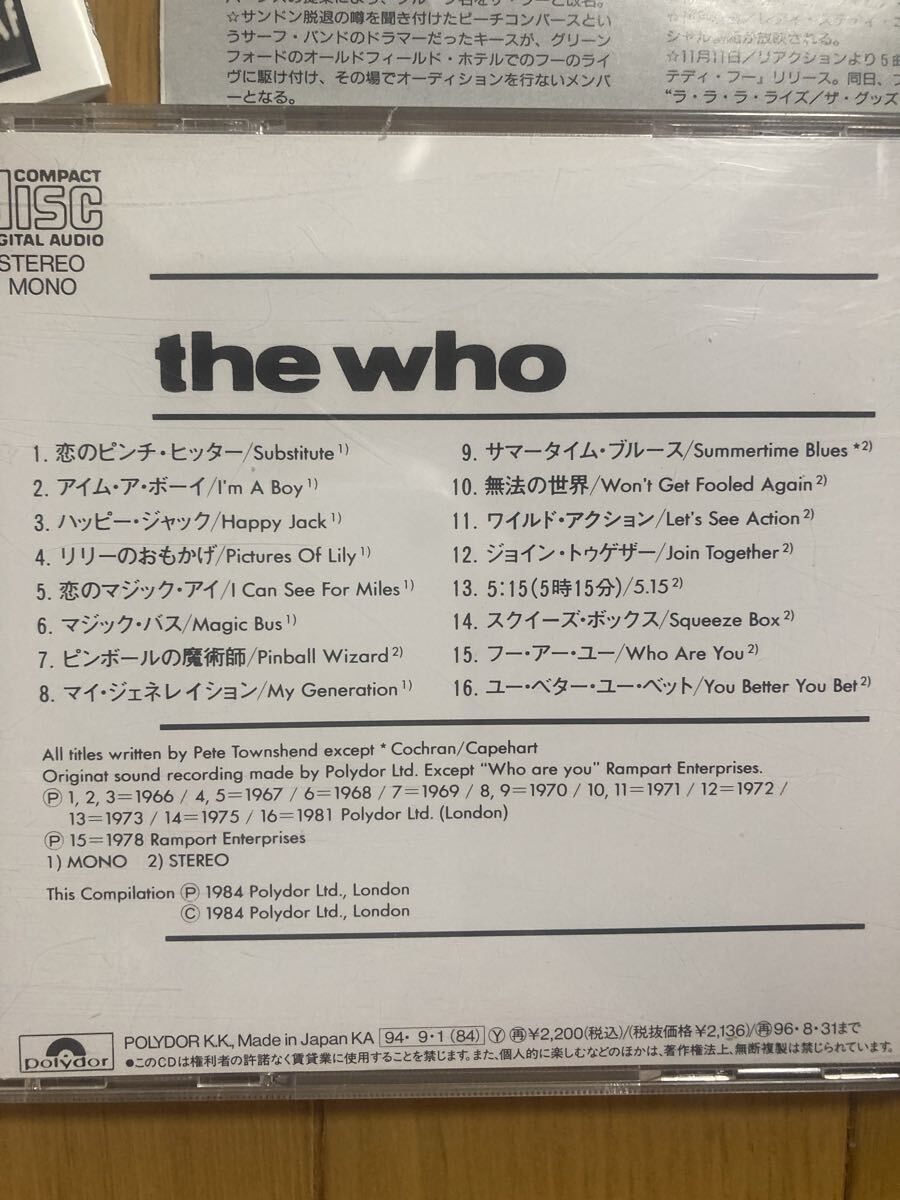 ☆サンドン脱退の噂を聞き付けたビーチコンバースとい
うサーフ・バンドのドラマーだったキースが、グリーン
フォードのオールドフィールド・ホテルでのフーのライ
ヴに駆け付け、その場でオーディションを行ないメンバ
ーとなる。
☆11月11日/リアクションより5曲
テディ・フー』リリース。同日、
"ラ・ラ・ラ・ライズ/ザ・グッズ
COMPACT
DISC
DIGITAL AUDIO
STEREO
MONO
the who
1. 恋のピンチ・ヒッター/Substitute 1)
2. アイム・ア・ボーイ/I'm A Boy 1)
3. ハッピー・ジャック/Happy Jack 1)
4. リリーのおもかげ/Pictures Of Lily 1)
5. 恋のマジック・アイ/I Can See For Miles 1)
6. マジック・バス/Magic Bus 1)
7. ピンボールの魔術師/Pinball Wizard 2)
8. マイ・ジェネレイション/My Generation 1)
9. サマータイム・ブルース/Summertime Blues *2)
10. 無法の世界/Won't Get Fooled Again 2)
11. ワイルド・アクション/Let's See Action 2)
12. ジョイン・トゥゲザー/Join Together 2)
13. 5:15(5時15分)/5.15 2)
14. スクイーズ・ボックス/Squeeze Box 2)
15. フー・アー・ユー/Who Are You 2)
16. ユー・ベター・ユー・ベット/You Better You Bet 2)
All titles written by Pete Townshend except * Cochran/Capehart
Originat sound recording made by Polydor Ltd. Except "Who are you" Rampart Enterprises.
Ⓟ 1, 2, 3=1966 / 4, 5=1967 / 6=1968 / 7=1969 / 8, 9=1970 / 10, 11=1971 / 12=1972 /
13=1973 / 14=1975 / 16=1981 Polydor Ltd. (London)
Ⓟ 15=1978 Ramport Enterprises
1) MONO 2) STEREO
This Compilation Ⓟ 1984 Polydor Ltd., London
Ⓒ 1984 Polydor Ltd., London
polydor
POLYDOR K.K., Made in Japan KA 94・9・1 (84) Ⓨ ㊢¥2,200(税込)/(税抜価格¥2,136)/㊢96・8・31まで
●このCDは権利者の許諾なく賃貸業に使用することを禁じます。また、個人的に楽しむなどのほかは、著作権法上、無断複製は禁じられています。